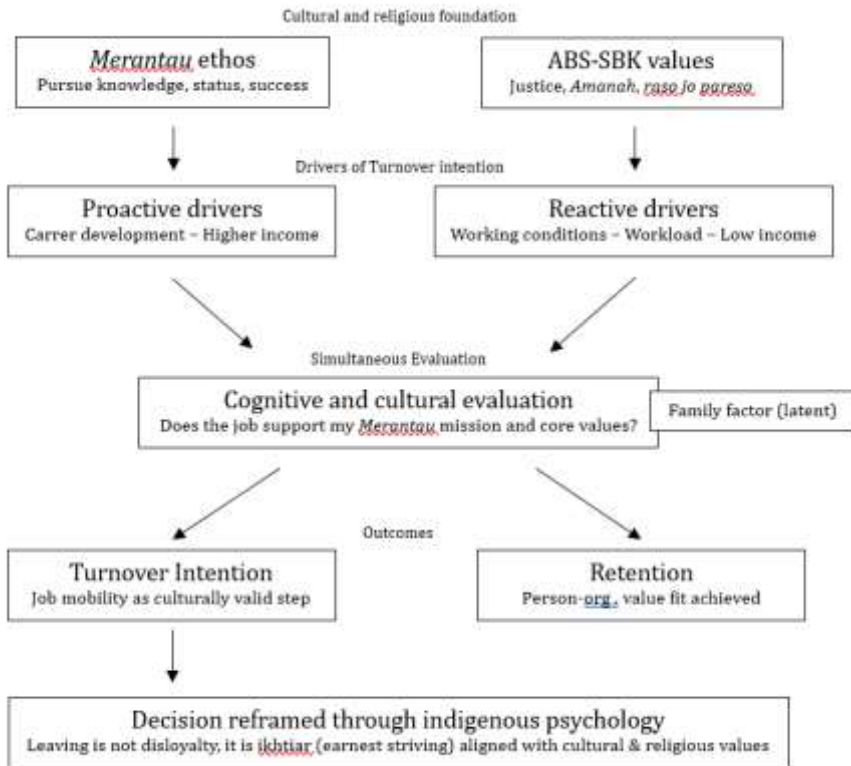 Cultural and religious foundation
Merantau ethos
Pursue knowledge, status, success
ABS-SBK values
Justice, Amanah, raso jo pareso
Drivers of Turnover intention
Proactive drivers
Carrer development – Higher income
Reactive drivers
Working conditions – Workload – Low income
Simultaneous Evaluation
Cognitive and cultural evaluation
Does the job support my Merantau mission and core values?
Family factor (latent)
Outcomes
Turnover Intention
Job mobility as culturally valid step
Retention
Person-org, value fit achieved
Decision reframed through indigenous psychology
Leaving is not disloyalty, it is ikhtiar (earnest striving) aligned with cultural & religious values